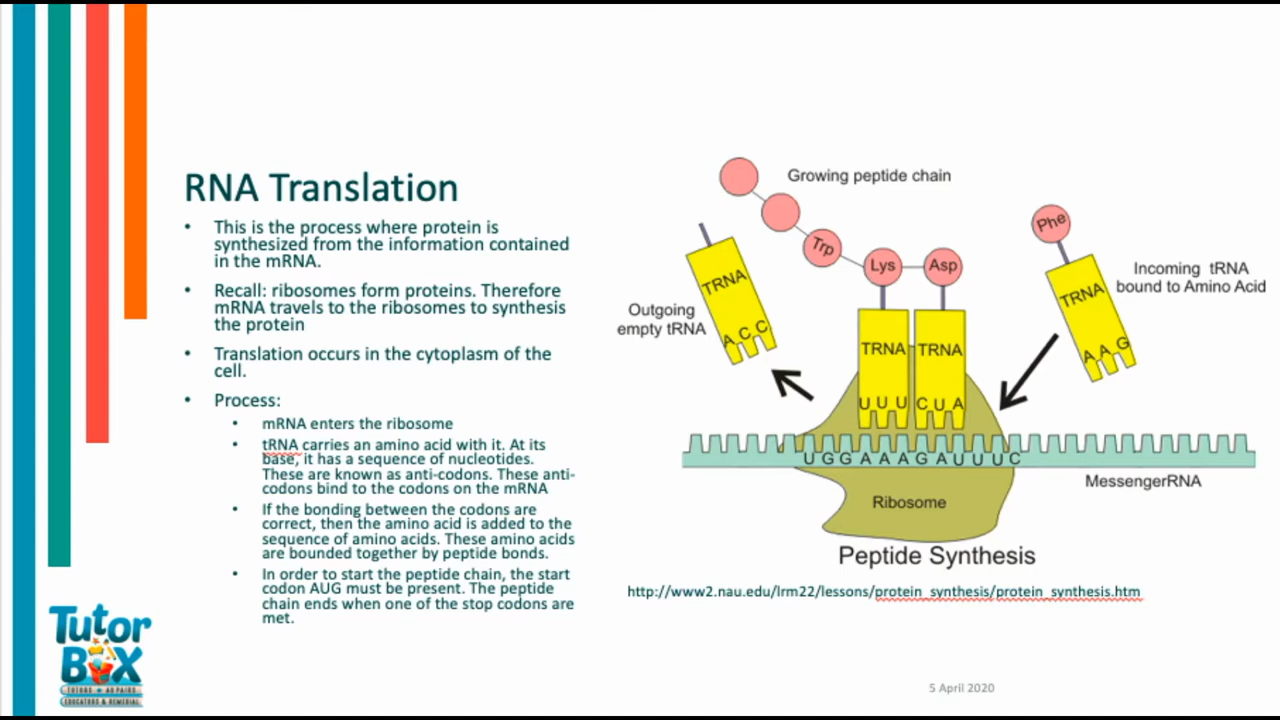 RNA Translation
• This is the process where protein is
synthesized from the information contained
in the mRNA.
• Recall: ribosomes form proteins. Therefore
mRNA travels to the ribosomes to synthesis
the protein
• Translation occurs in the cytoplasm of the
cell.
• Process:
• mRNA enters the ribosome
• tRNA carries an amino acid with it. At its
base, it has a sequence of nucleotides.
These are known as anti-codons. These anti-
codons bind to the codons on the mRNA
• If the bonding between the codons are
correct, then the amino acid is added to the
sequence of amino acids. These amino acids
are bounded together by peptide bonds.
• In order to start the peptide chain, the start
codon AUG must be present. The peptide
chain ends when one of the stop codons are
met.
Growing peptide chain
Trp
Lys
Asp
Phe
Incoming tRNA
bound to Amino Acid
Outgoing
empty tRNA
TRNA
A C C
TRNA
U U U
TRNA
C U A
TRNA
A A G
U G G A A A G A U U U C
MessengerRNA
Ribosome
Peptide Synthesis
http://www2.nau.edu/lrm22/lessons/protein_synthesis/protein_synthesis.htm
Tutor
BOX
TUTORS ★ AU PAIRS
EDUCATORS & REMEDIAL
5 April 2020